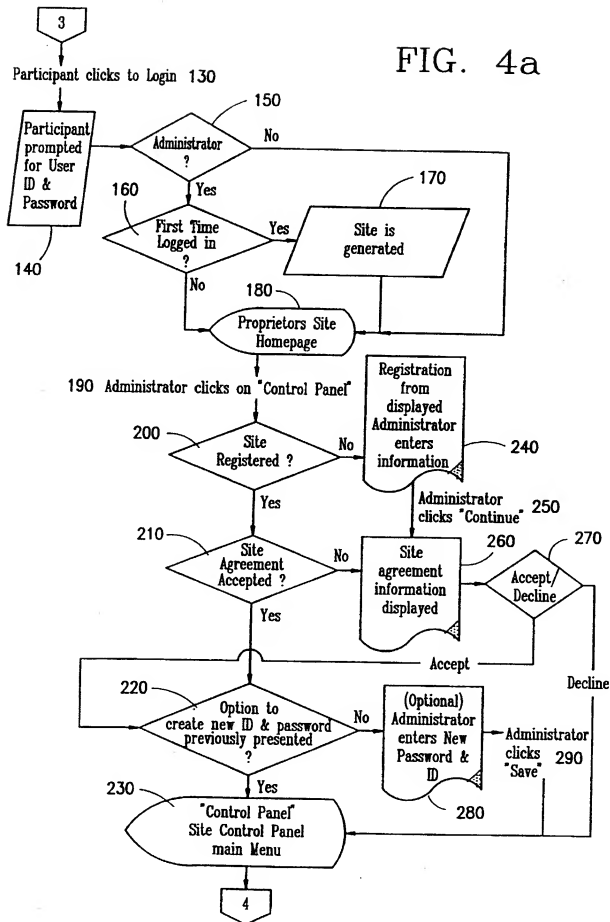 3
FIG. 4a
Participant clicks to Login 130
150
Participant
prompted
for User
ID &
Password
140
Administrator
?
No
Yes
160
First Time
Logged in
?
Yes
No
170
Site is
generated
180
Proprietors Site
Homepage
190 Administrator clicks on "Control Panel"
200
Site
Registered ?
No
Yes
Registration
from
displayed
Administrator
enters
information
240
Administrator
clicks "Continue" 250
210
Site
Agreement
Accepted ?
No
Yes
260
Site
agreement
information
displayed
270
Accept/
Decline
Accept
Decline
220
Option to
create new ID & password
previously presented
?
No
Yes
(Optional)
Administrator
enters New
Password &
ID
280
Administrator
clicks
"Save" 290
230
"Control Panel"
Site Control Panel
main Menu
4